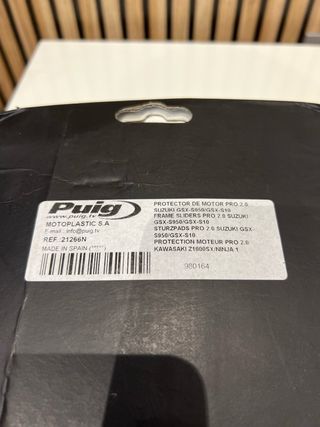 Puig
www.puig.tv
MOTOPLASTIC S.A
E-mail.: info@puig.tv
REF. 21266N
MADE IN SPAIN (*****)
PROTECTOR DE MOTOR PRO 2.0
SUZUKI GSX-S950/GSX-S10
FRAME SLIDERS PRO 2.0 SUZUKI
GSX-S950/GSX-S10
STURZPADS PRO 2.0 SUZUKI GSX-
S950/GSX-S10
PROTECTION MOTEUR PRO 2.0
KAWASAKI Z1000SX/NINJA 1
980164